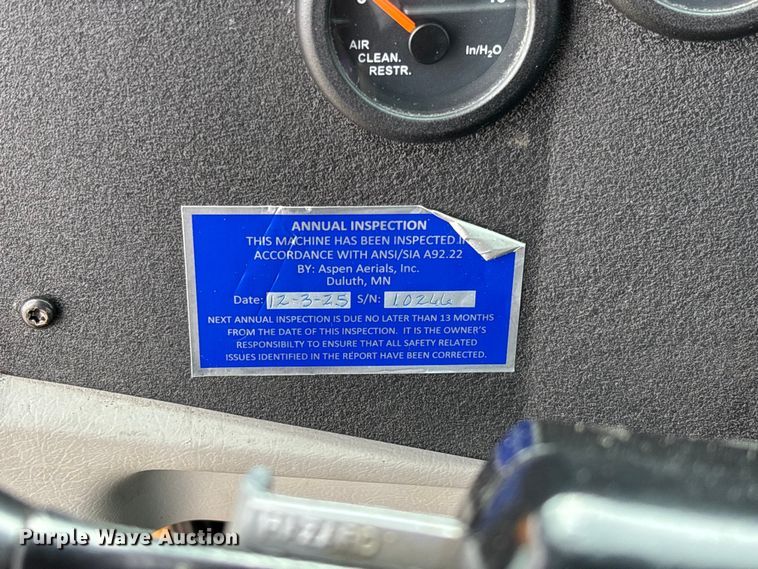 AIR
CLEAN. In/H₂O
RESTR.
ANNUAL INSPECTION
THIS MACHINE HAS BEEN INSPECTED
ACCORDANCE WITH ANSI/SIA A92.22
BY: Aspen Aerials, Inc.
Duluth, MN
Date: 12-3-25 S/N: 10266
NEXT ANNUAL INSPECTION IS DUE NO LATER THAN 13 MONTHS
FROM THE DATE OF THIS INSPECTION. IT IS THE OWNER'S
RESPONSIBILTY TO ENSURE THAT ALL SAFETY RELATED
ISSUES IDENTIFIED IN THE REPORT HAVE BEEN CORRECTED.
Purple Wave Auction